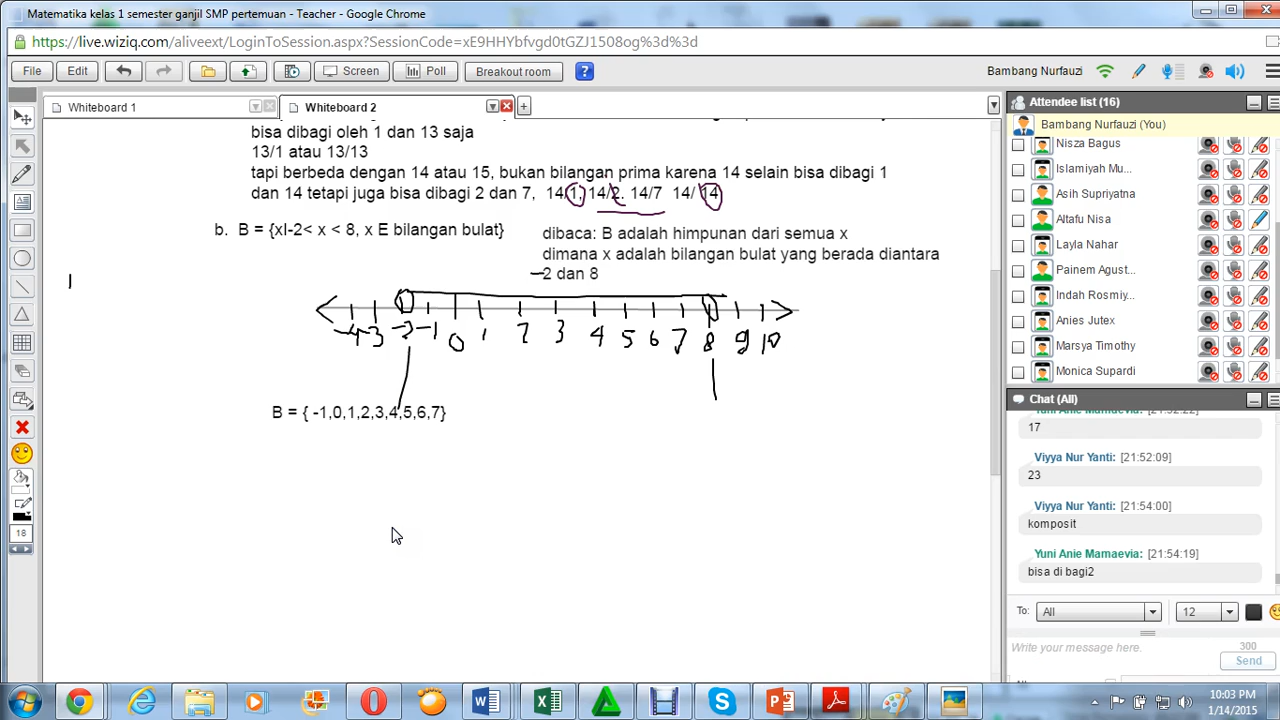 Matematika kelas 1 semester ganjil SMP pertemuan - Teacher - Google Chrome
https://live.wiziq.com/aliveext/LoginToSession.aspx?SessionCode=xE9HHYbfvgd0tGZJ1508og%3d%3d
File Edit Screen Poll Breakout room ? Bambang Nurfauzi
Whiteboard 1 Whiteboard 2
bisa dibagi oleh 1 dan 13 saja
13/1 atau 13/13
tapi berbeda dengan 14 atau 15, bukan bilangan prima karena 14 selain bisa dibagi 1
dan 14 tetapi juga bisa dibagi 2 dan 7, 14/1, 14/2. 14/7 14/ 14
b. B = {xI-2< x < 8, x E bilangan bulat}
dibaca: B adalah himpunan dari semua x
dimana x adalah bilangan bulat yang berada diantara
-2 dan 8
-4 -3 -2 -1 0 1 2 3 4 5 6 7 8 9 10
B = { -1,0,1,2,3,4,5,6,7}
18
Attendee list (16)
Bambang Nurfauzi (You)
Nisza Bagus
Islamiyah Mu...
Asih Supriyatna
Altafu Nisa
Layla Nahar
Painem Agust...
Indah Rosmiy...
Anies Jutex
Marsya Timothy
Monica Supardi
Chat (All)
17
Viyya Nur Yanti: [21:52:09]
23
Viyya Nur Yanti: [21:54:00]
komposit
Yuni Anie Mamaevia: [21:54:19]
bisa di bagi2
To: All 12
Write your message here. 300
Send
10:03 PM
1/14/2015